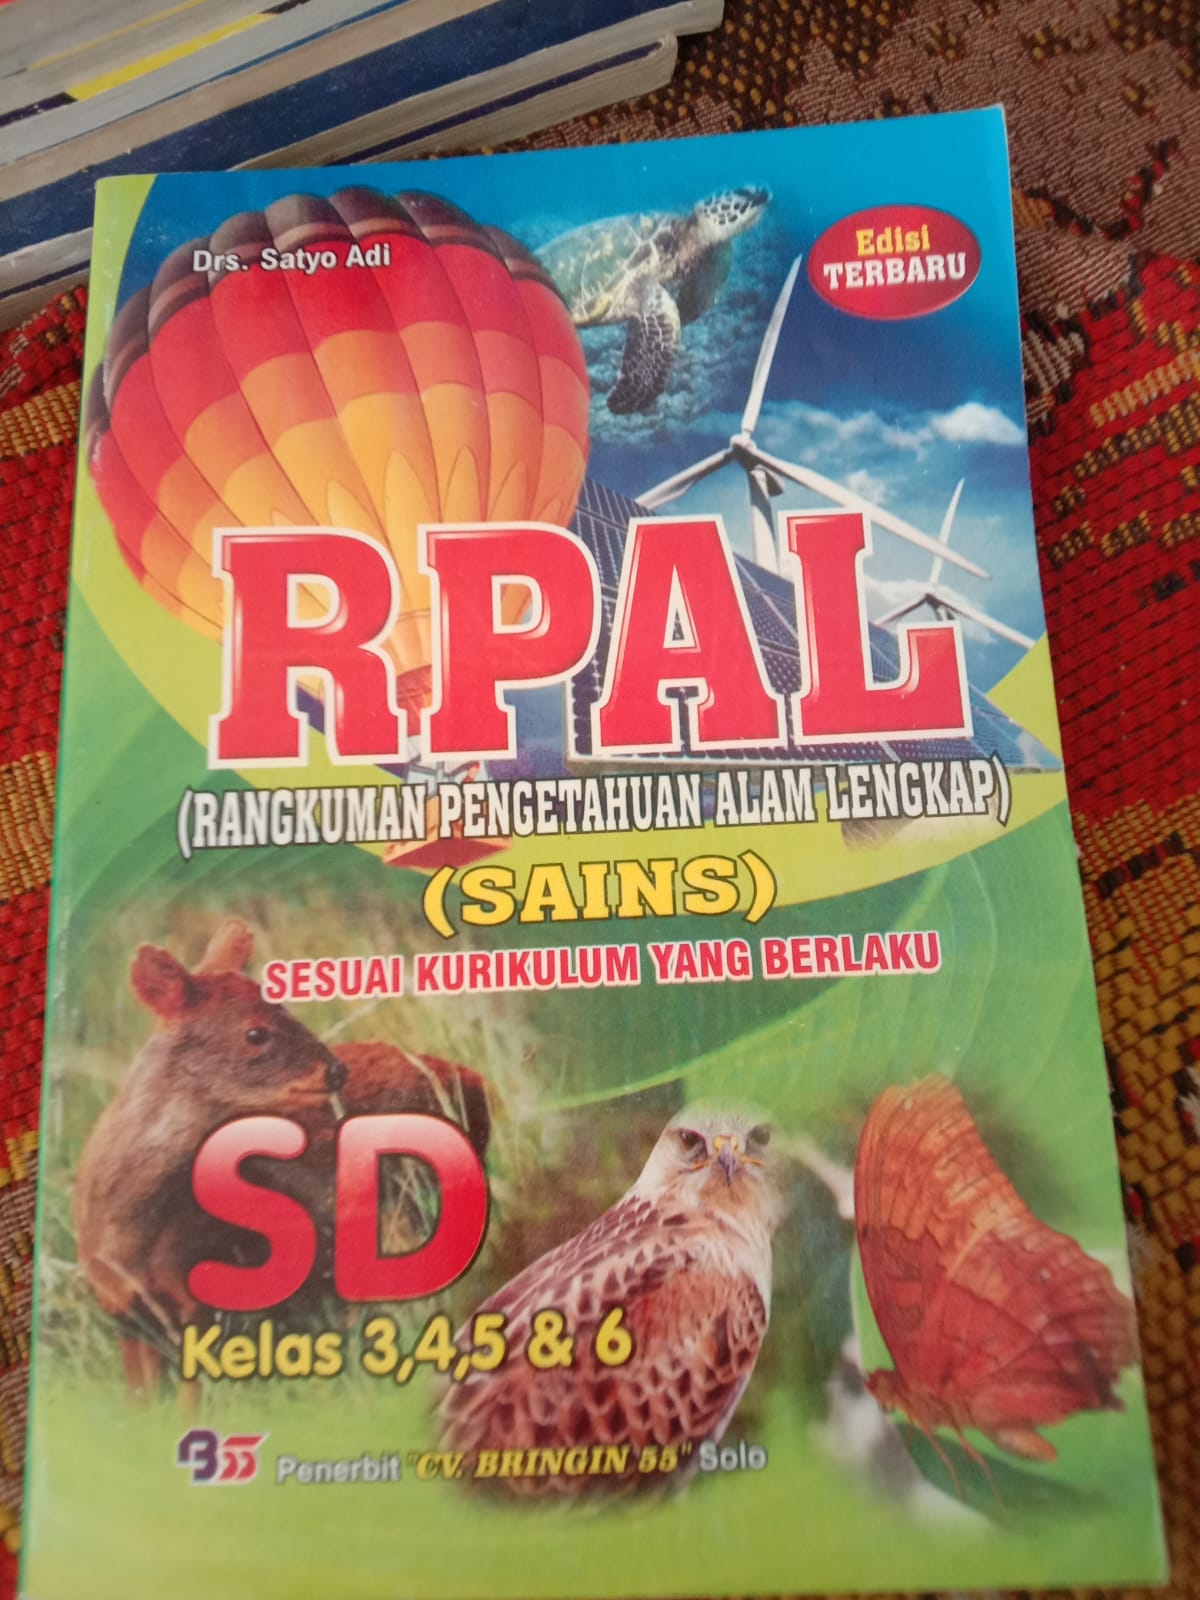 Drs. Satyo Adi
Edisi
TERBARU
RPAL
(RANGKUMAN PENGETAHUAN ALAM LENGKAP)
(SAINS)
SESUAI KURIKULUM YANG BERLAKU
SD
Kelas 3,4,5 & 6
B55 Penerbit "CV. BRINGIN 55" Solo